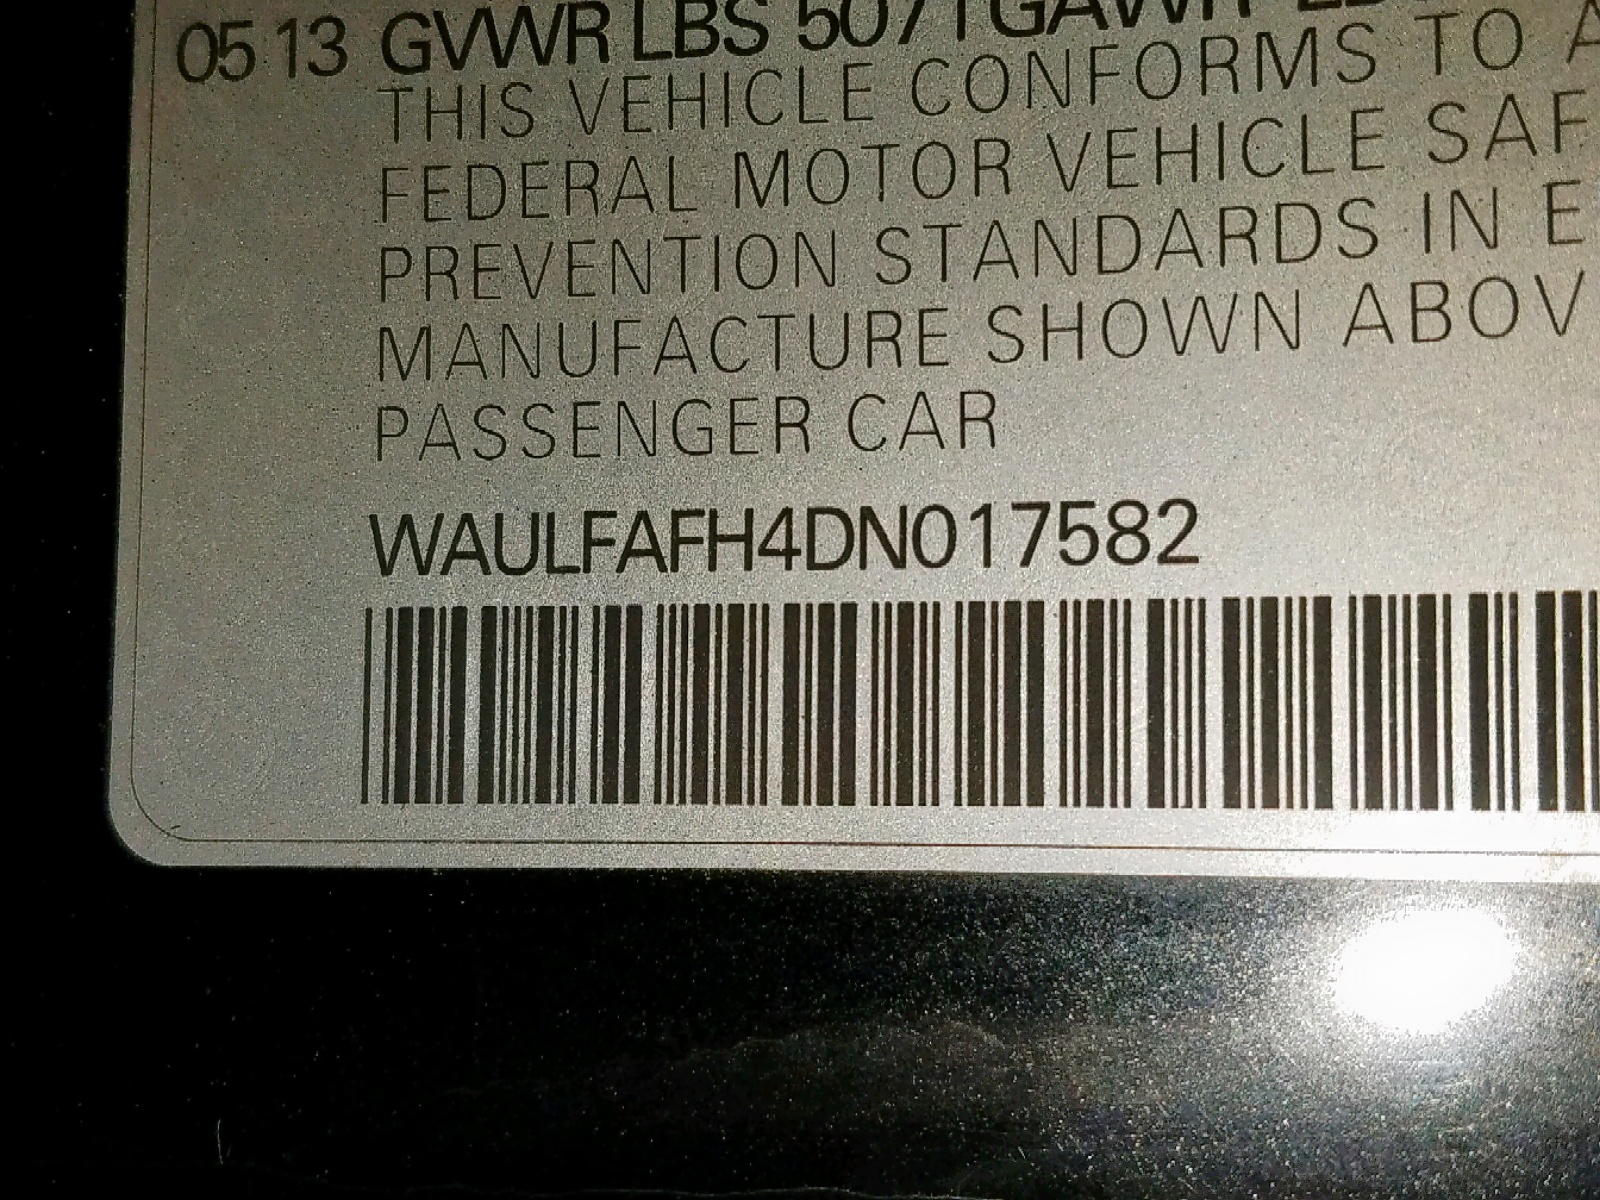 05 13 GVWR LBS 5071 GAWR
THIS VEHICLE CONFORMS TO A
FEDERAL MOTOR VEHICLE SAF
PREVENTION STANDARDS IN E
MANUFACTURE SHOWN ABOV
PASSENGER CAR
WAULFAFH4DN017582